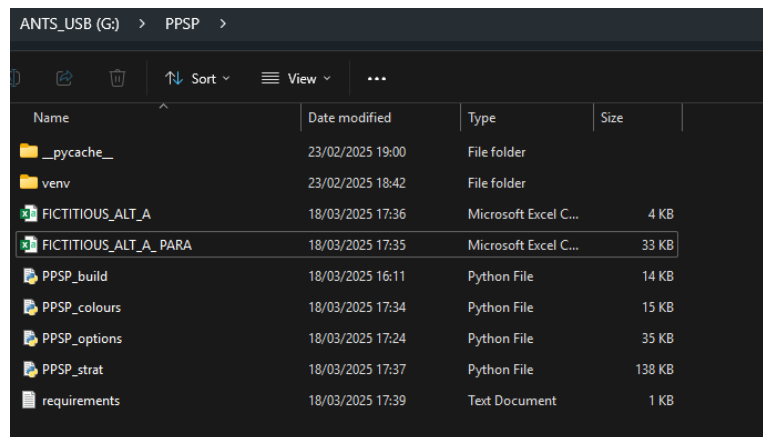 ANTS_USB (G:) > PPSP >
Sort View ...
Name Date modified Type Size
__pycache__ 23/02/2025 19:00 File folder
venv 23/02/2025 18:42 File folder
FICTITIOUS_ALT_A 18/03/2025 17:36 Microsoft Excel C... 4 KB
FICTITIOUS_ALT_A_ PARA 18/03/2025 17:35 Microsoft Excel C... 33 KB
PPSP_build 18/03/2025 16:11 Python File 14 KB
PPSP_colours 18/03/2025 17:34 Python File 15 KB
PPSP_options 18/03/2025 17:24 Python File 35 KB
PPSP_strat 18/03/2025 17:37 Python File 138 KB
requirements 18/03/2025 17:39 Text Document 1 KB